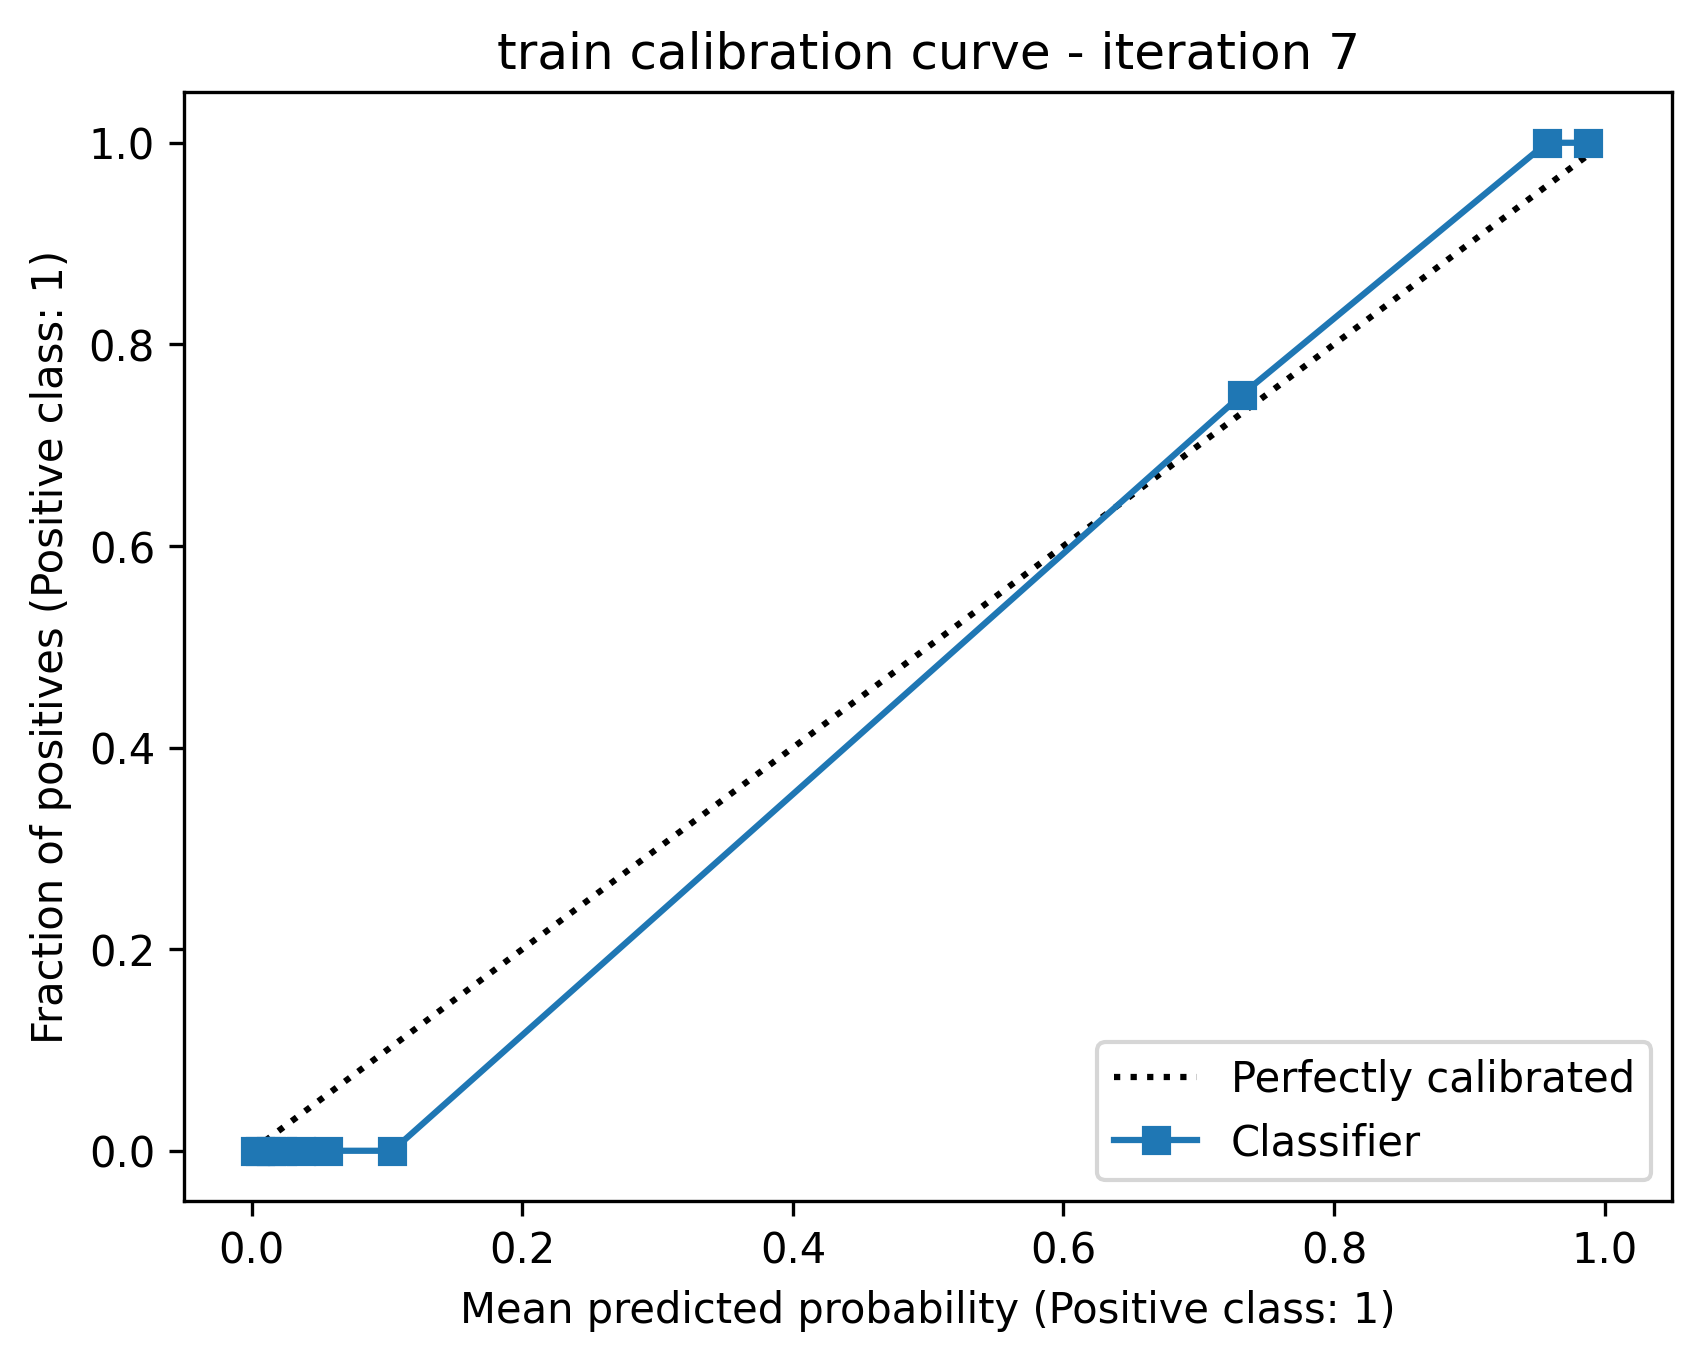 train calibration curve - iteration 7
Fraction of positives (Positive class: 1)
1.0
0.8
0.6
0.4
0.2
0.0
Perfectly calibrated
Classifier
0.0 0.2 0.4 0.6 0.8 1.0
Mean predicted probability (Positive class: 1)